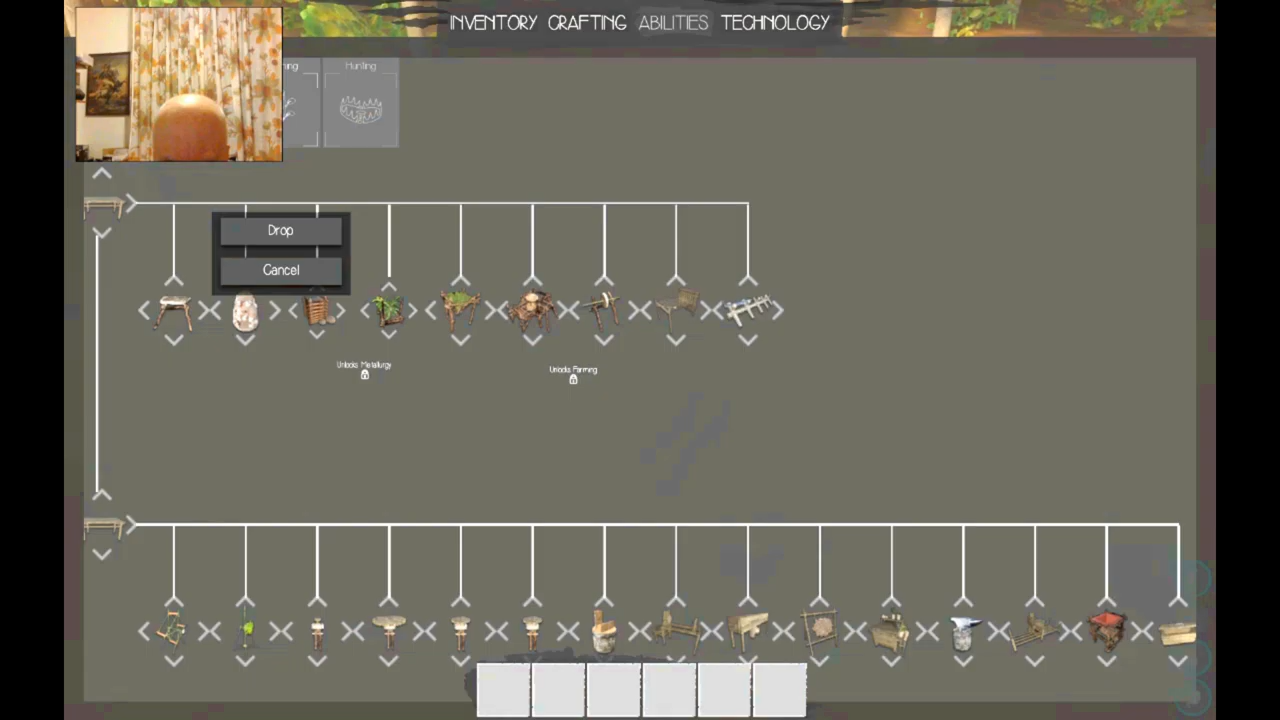 INVENTORY CRAFTING ABILITIES TECHNOLOGY
Hunting
Drop
Cancel
Unlocks Metallurgy
Unlocks Farming